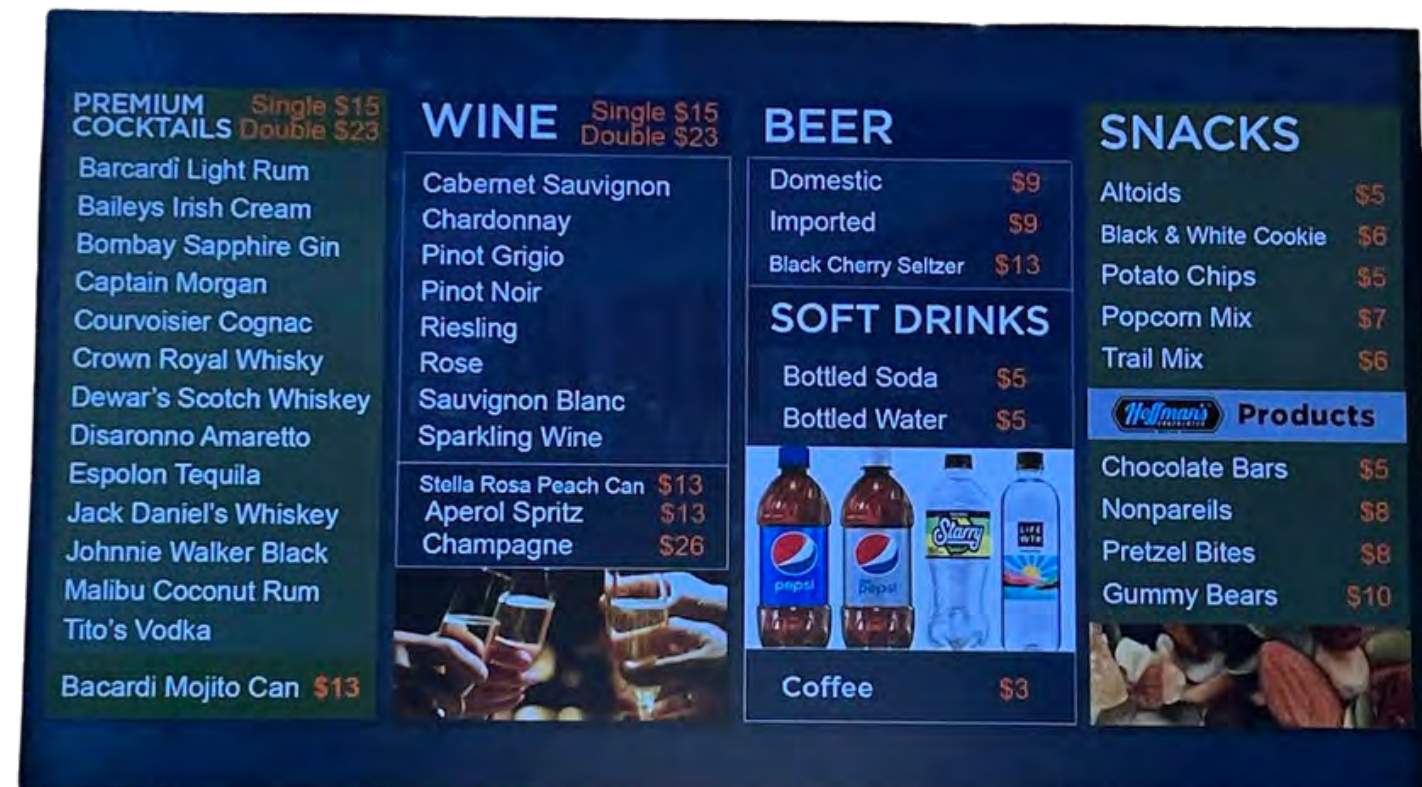 PREMIUM Single $15
COCKTAILS Double $23
Barcardi Light Rum
Baileys Irish Cream
Bombay Sapphire Gin
Captain Morgan
Courvoisier Cognac
Crown Royal Whisky
Dewar's Scotch Whiskey
Disaronno Amaretto
Espolon Tequila
Jack Daniel's Whiskey
Johnnie Walker Black
Malibu Coconut Rum
Tito's Vodka
Bacardi Mojito Can $13
WINE Single $15
Double $23
Cabernet Sauvignon
Chardonnay
Pinot Grigio
Pinot Noir
Riesling
Rose
Sauvignon Blanc
Sparkling Wine
Stella Rosa Peach Can $13
Aperol Spritz $13
Champagne $26
BEER
Domestic $9
Imported $9
Black Cherry Seltzer $13
SOFT DRINKS
Bottled Soda $5
Bottled Water $5
pepsi
pepsi
Starry
LIFE
WTR
Coffee $3
SNACKS
Altoids $5
Black & White Cookie $6
Potato Chips $5
Popcorn Mix $7
Trail Mix $6
Hoffman's Products
Chocolate Bars $5
Nonpareils $8
Pretzel Bites $8
Gummy Bears $10